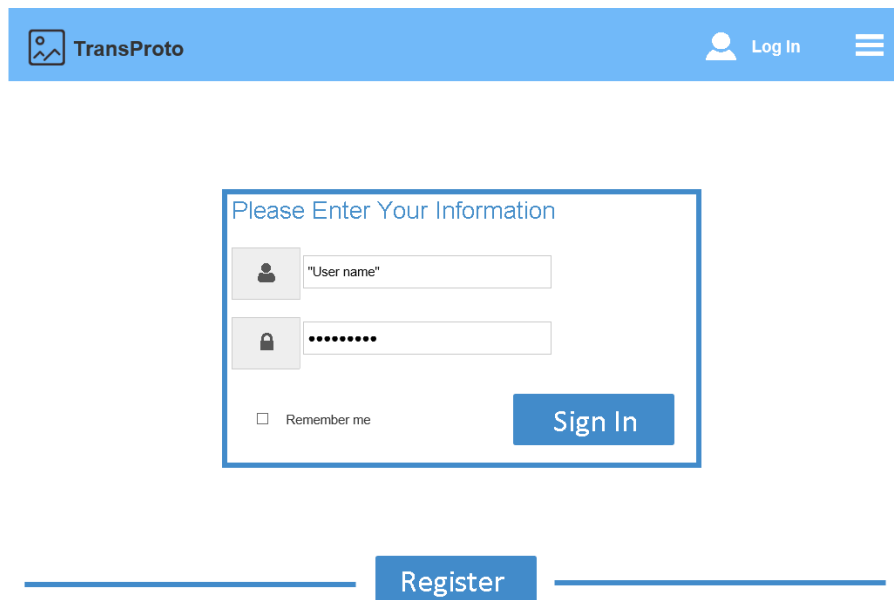 TransProto
Log In
Please Enter Your Information
"User name"
•••••••••
Remember me
Sign In
Register